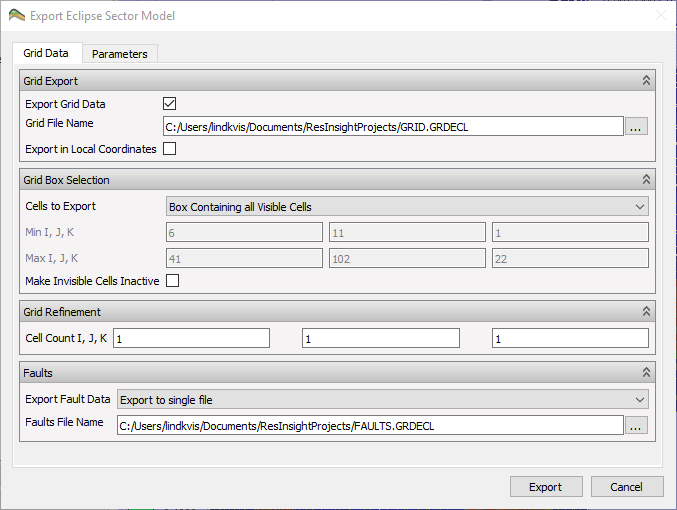 Export Eclipse Sector Model
Grid Data Parameters
Grid Export
Export Grid Data
Grid File Name C:/Users/lindkvis/Documents/ResInsightProjects/GRID.GRDECL ...
Export in Local Coordinates
Grid Box Selection
Cells to Export Box Containing all Visible Cells
Min I, J, K 6 11 1
Max I, J, K 41 102 22
Make Invisible Cells Inactive
Grid Refinement
Cell Count I, J, K 1 1 1
Faults
Export Fault Data Export to single file
Faults File Name C:/Users/lindkvis/Documents/ResInsightProjects/FAULTS.GRDECL ...
Export Cancel